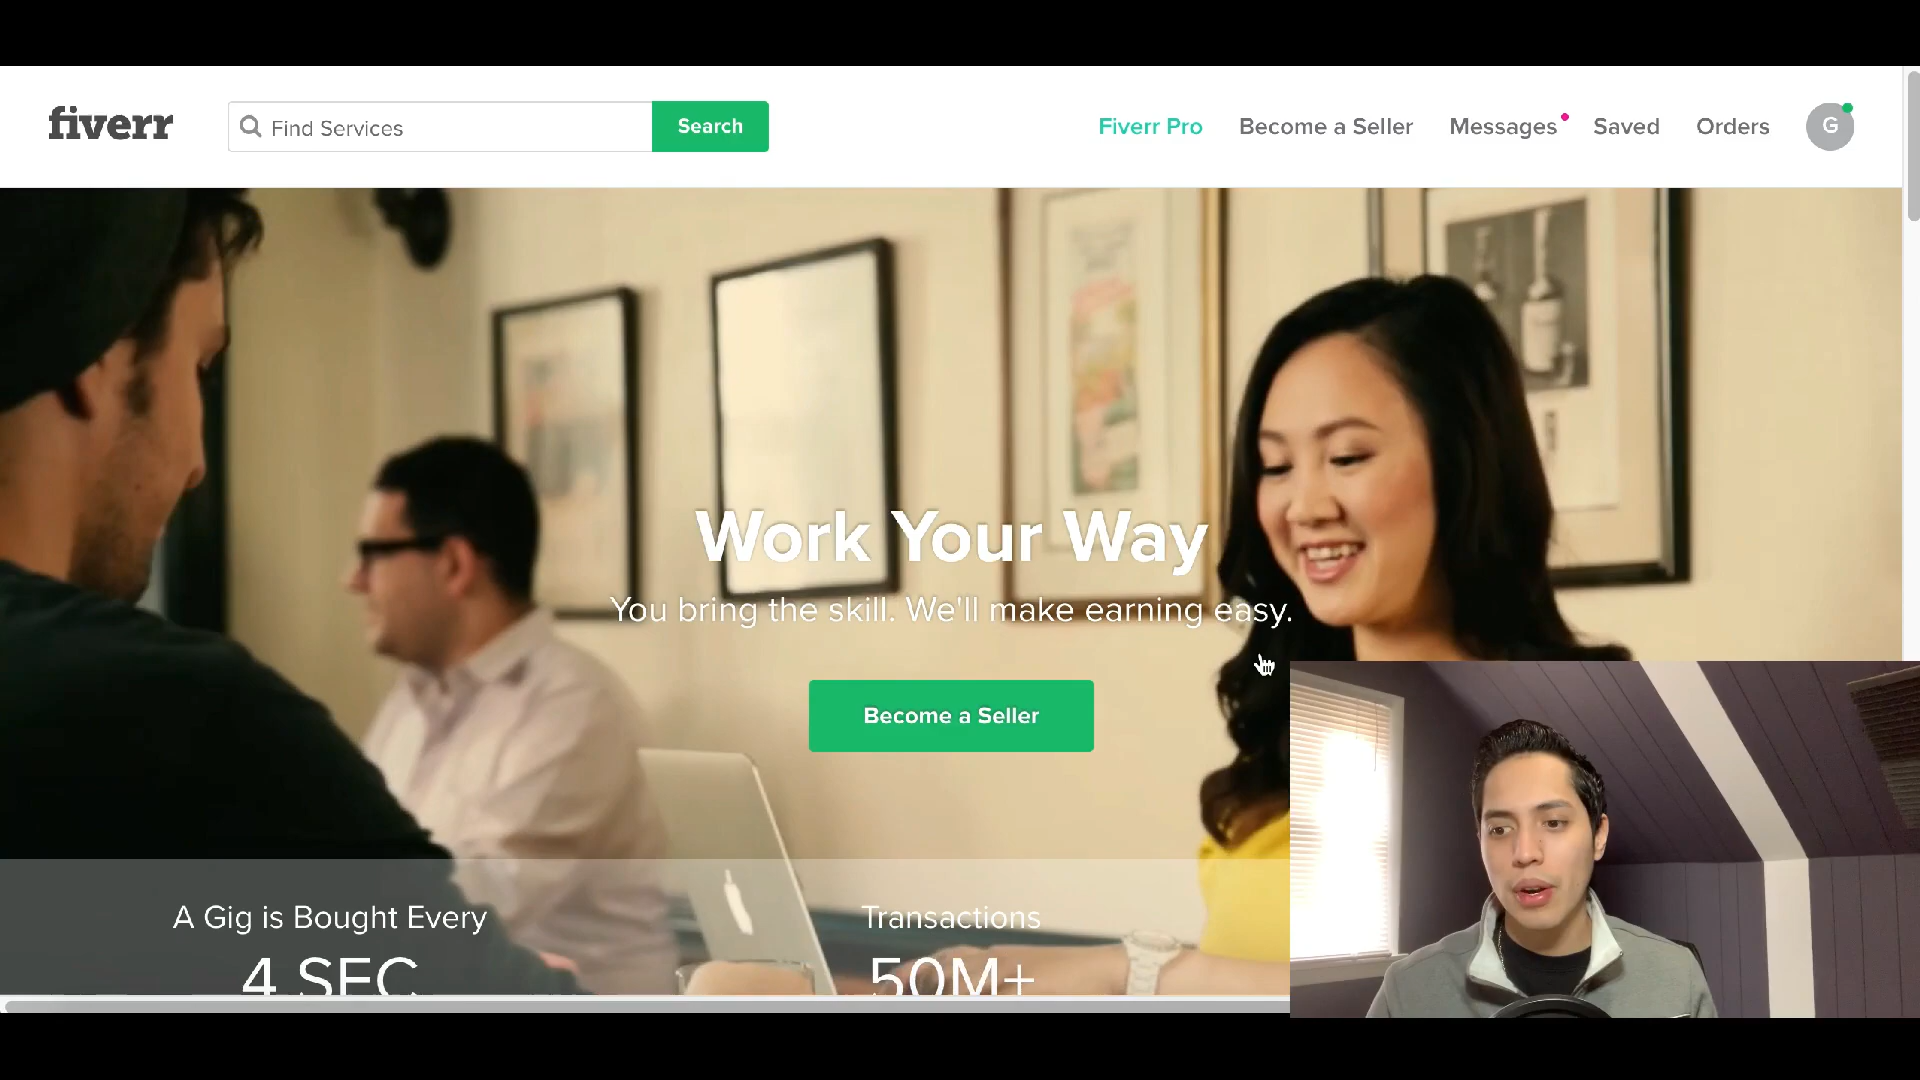 fiverr
Find Services
Search
Fiverr Pro
Become a Seller
Messages
Saved
Orders
G
Work Your Way
You bring the skill. We'll make earning easy.
Become a Seller
A Gig is Bought Every
4 SEC
Transactions
50M+